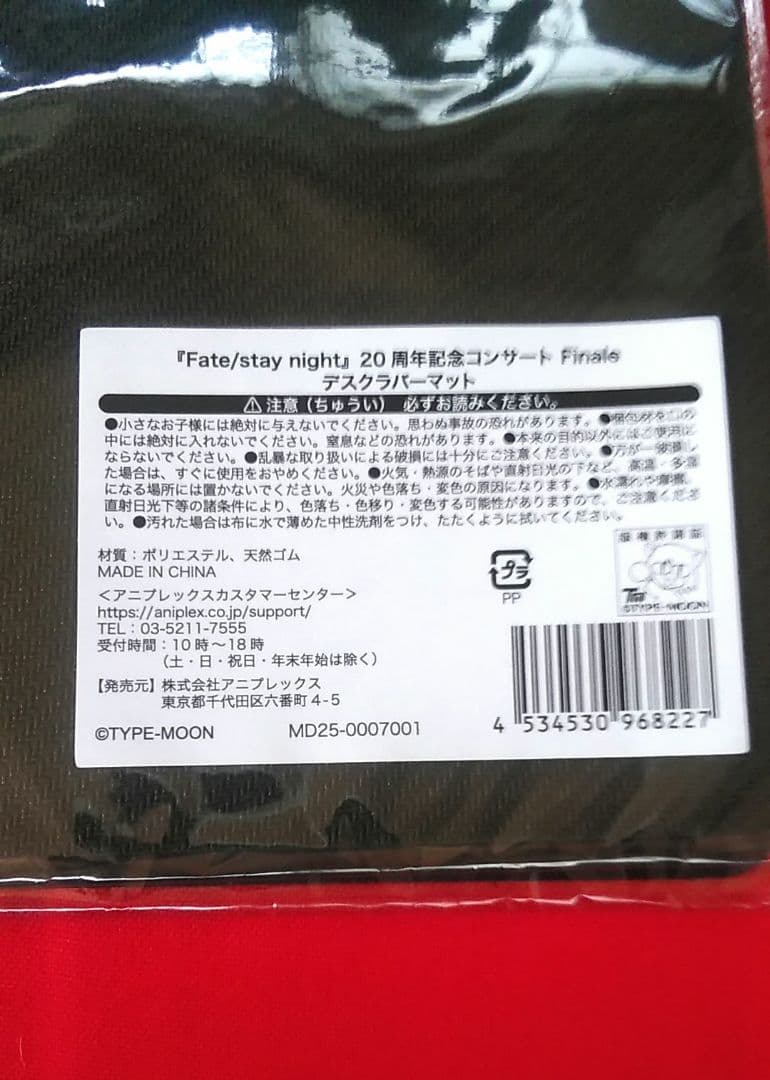 『Fate/stay night』20周年記念コンサート Finale
デスクラバーマット
⚠注意（ちゅうい） 必ずお読みください。
●小さなお子様には絶対に与えないでください。思わぬ事故の恐れがあります。●梱包材を口の
中には絶対に入れないでください。窒息などの恐れがあります。●本来の目的以外にはご使用に
ならないでください。●乱暴な取り扱いによる破損には十分にご注意ください。●万が一破損し
た場合は、すぐに使用をおやめください。●火気・熱源のそばや直射日光の下など、高温・多湿
になる場所には置かないでください。火災や色落ち・変色の原因になります。●水濡れや摩擦、
直射日光下等の諸条件により、色落ち・色移り・変色する可能性がありますので、ご注意くださ
い。●汚れた場合は布に水で薄めた中性洗剤をつけ、たたくように拭いてください。
材質：ポリエステル、天然ゴム
MADE IN CHINA
＜アニプレックスカスタマーセンター＞
https://aniplex.co.jp/support/
TEL：03-5211-7555
受付時間：10時～18時
（土・日・祝日・年末年始は除く）
【発売元】株式会社アニプレックス
東京都千代田区六番町4-5
©TYPE-MOON
MD25-0007001
プラ
PP
版権許諾証
TM
©TYPE-MOON
4 534530 968227